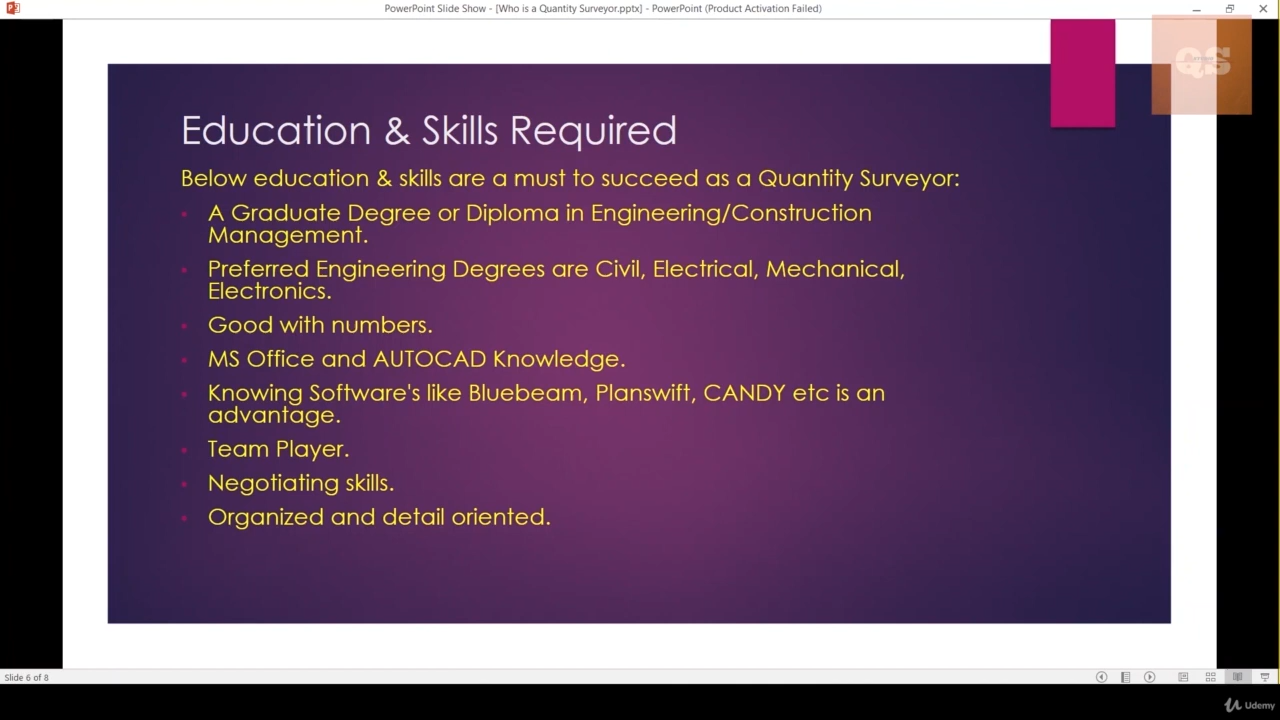 PowerPoint Slide Show - [Who is a Quantity Surveyor.pptx] - PowerPoint (Product Activation Failed)
QS
Education & Skills Required
Below education & skills are a must to succeed as a Quantity Surveyor:
A Graduate Degree or Diploma in Engineering/Construction
Management.
Preferred Engineering Degrees are Civil, Electrical, Mechanical,
Electronics.
Good with numbers.
MS Office and AUTOCAD Knowledge.
Knowing Software's like Bluebeam, Planswift, CANDY etc is an
advantage.
Team Player.
Negotiating skills.
Organized and detail oriented.
Slide 6 of 8
Udemy